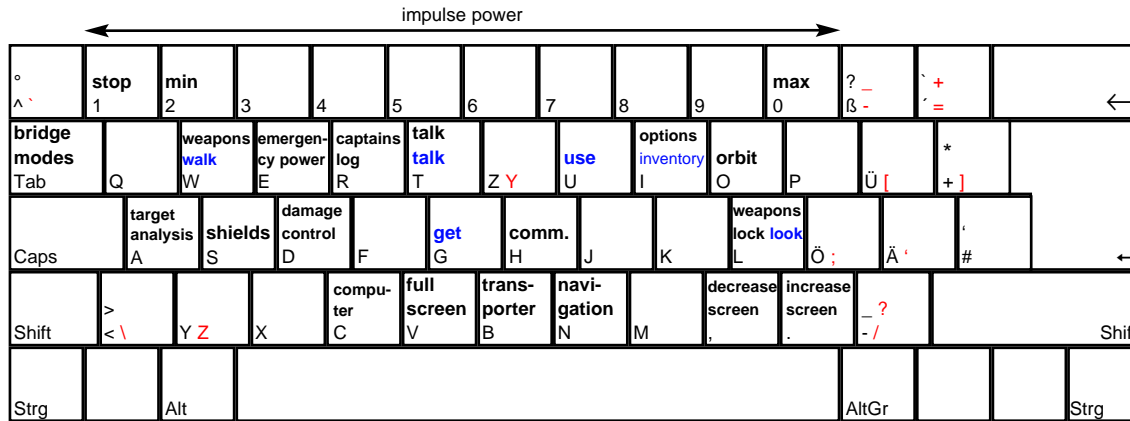 impulse power
° stop min max ? _ ` +
^ ` 1 2 3 4 5 6 7 8 9 0 ß - ´ = ←
bridge weapons emergen- captains talk options
modes walk cy power log talk use inventory orbit *
Tab Q W E R T Z Y U I O P Ü [ + ]
target damage weapons
analysis shields control get comm. lock look '
Caps A S D F G H J K L Ö ; Ä ' # ←
> compu- full trans- navi- decrease increase
ter screen porter gation screen screen _ ?
Shift < \ Y Z X C V B N M , . - / Shif
Strg Alt AltGr Strg